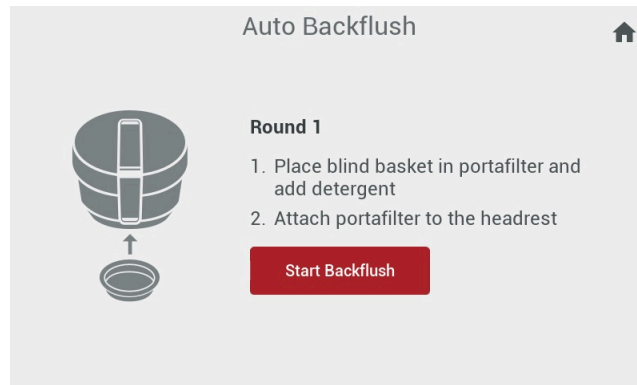 Auto Backflush
Round 1
1. Place blind basket in portafilter and
add detergent
2. Attach portafilter to the headrest
Start Backflush